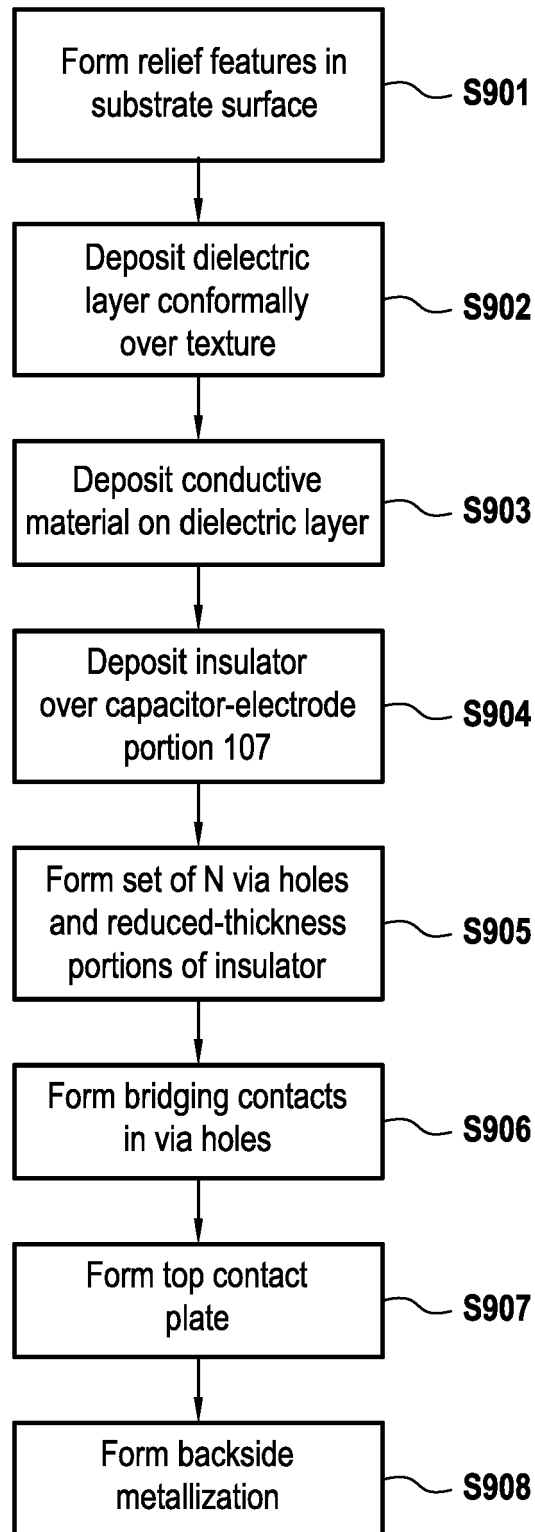 Form relief features in
substrate surface
S901
Deposit dielectric
layer conformally
over texture
S902
Deposit conductive
material on dielectric layer
S903
Deposit insulator
over capacitor-electrode
portion 107
S904
Form set of N via holes
and reduced-thickness
portions of insulator
S905
Form bridging contacts
in via holes
S906
Form top contact
plate
S907
Form backside
metallization
S908